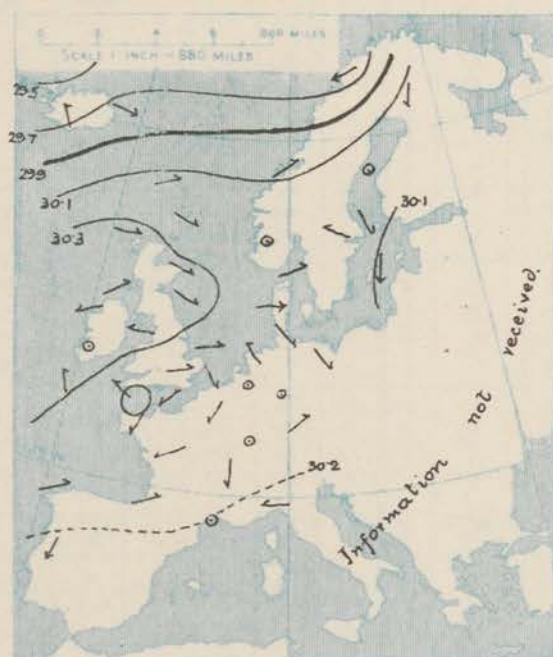 800 MILES
SCALE 1 INCH = 880 MILES
29·5
29·7
29·9
30·1
30·3
30·1
30·2
Information not received.